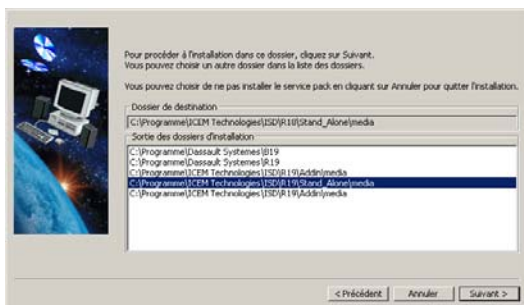 Pour procéder à l'installation dans ce dossier, cliquez sur Suivant.
Vous pouvez choisir un autre dossier dans la liste des dossiers.
Vous pouvez choisir de ne pas installer le service pack en cliquant sur Annuler pour quitter l'installation.
Dossier de destination
C:\Programme\ICEM Technologies\ISD\R18\Stand_Alone\media
Sortie des dossiers d'installation
C:\Programme\Dassault Systemes\B19
C:\Programme\Dassault Systemes\R19
C:\Programme\ICEM Technologies\ISD\R19\Addin\media
C:\Programme\ICEM Technologies\ISD\R19\Stand_Alone\media
C:\Programme\ICEM Technologies\ISD\R19\Addin\media
< Précédent
Annuler
Suivant >